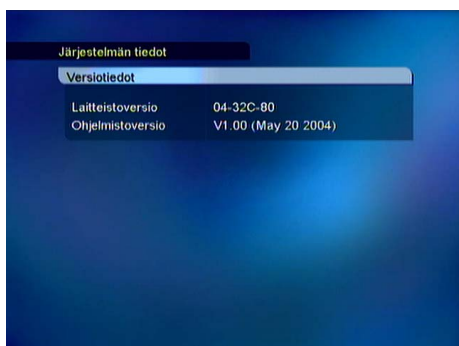 Järjestelmän tiedot
Versiotiedot
Laitteistoversio 04-32C-80
Ohjelmistoversio V1.00 (May 20 2004)